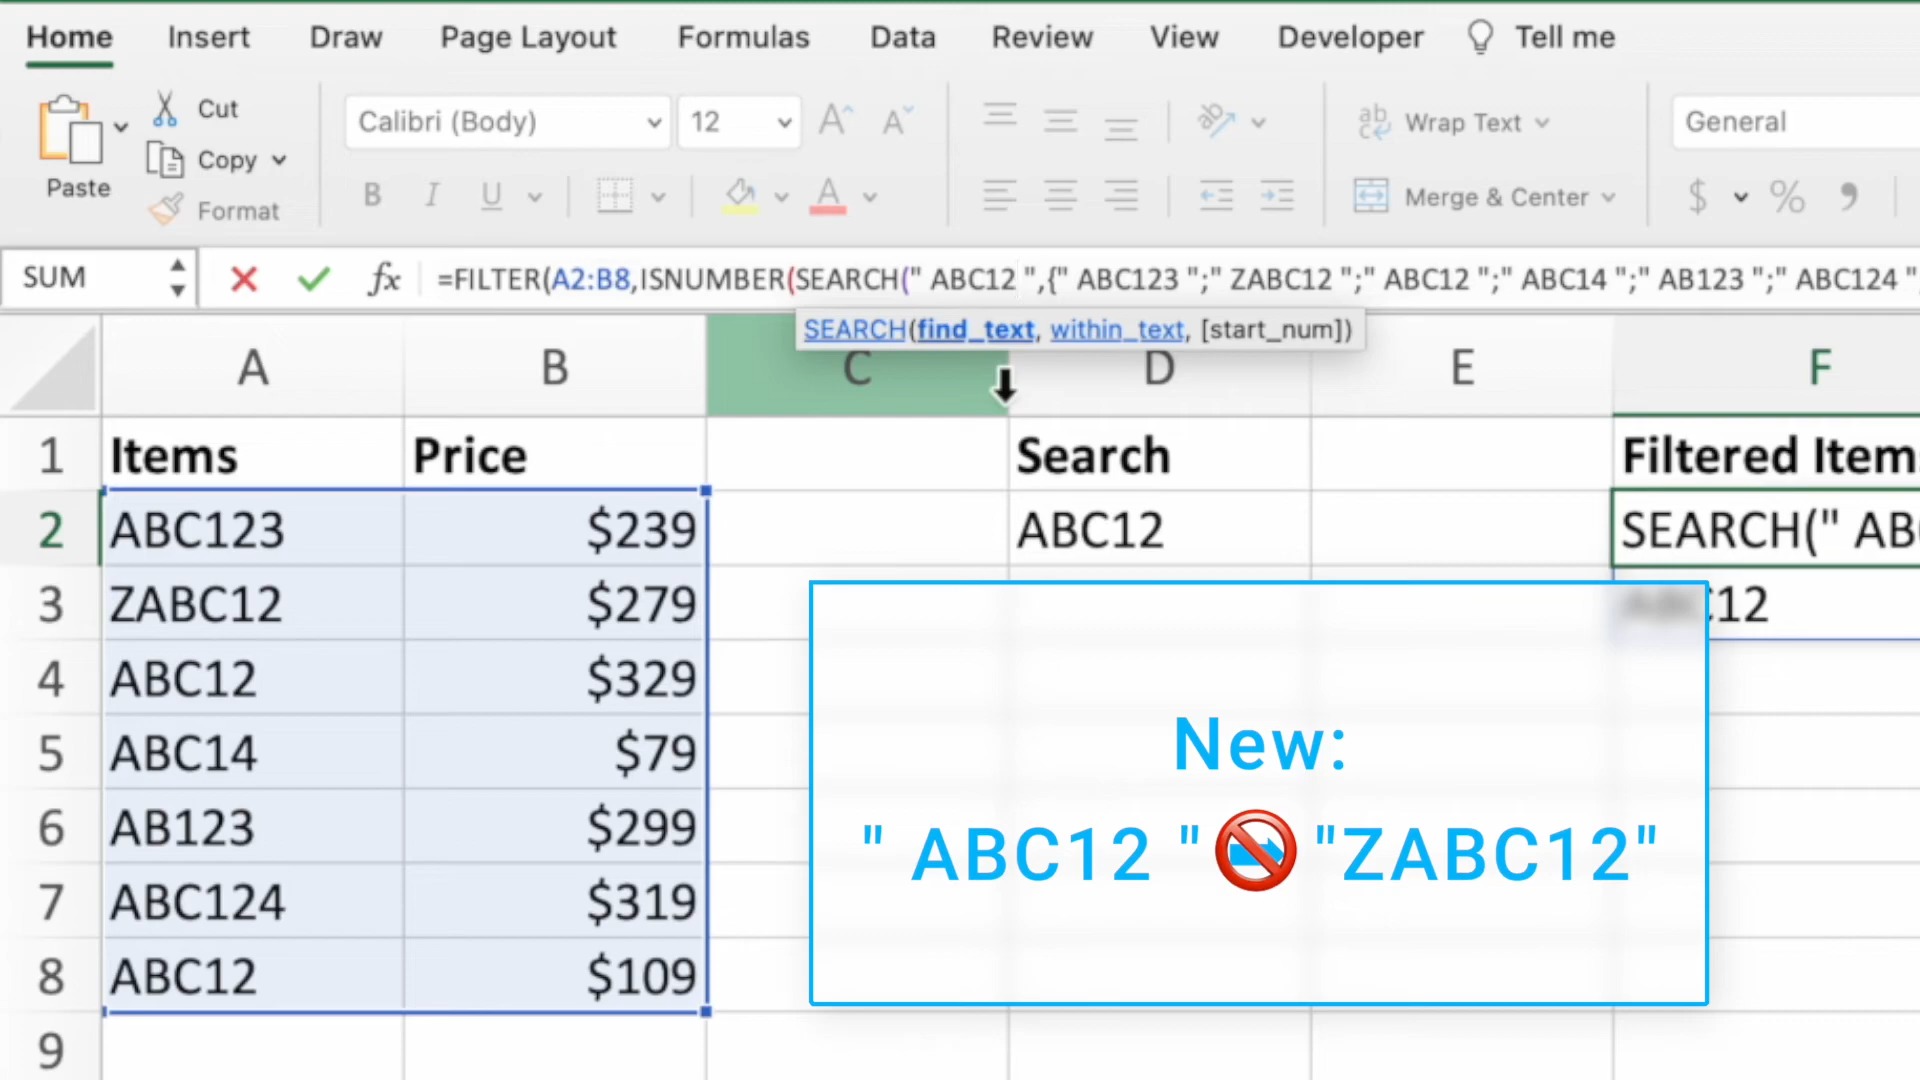 Home Insert Draw Page Layout Formulas Data Review View Developer Tell me
Cut
Calibri (Body) 12
Wrap Text
General
Copy
Paste
B I U
A
Merge & Center
$ %
Format
SUM fx =FILTER(A2:B8,ISNUMBER(SEARCH(" ABC12 ",{" ABC123 ";" ZABC12 ";" ABC12 ";" ABC14 ";" AB123 ";" ABC124 "
SEARCH(find_text, within_text, [start_num])
A B C D E F
1 Items Price Search Filtered Item
2 ABC123 $239 ABC12 SEARCH(" AB
3 ZABC12 $279
4 ABC12 $329
5 ABC14 $79
6 AB123 $299
7 ABC124 $319
8 ABC12 $109
9
New:
" ABC12 " "ZABC12"